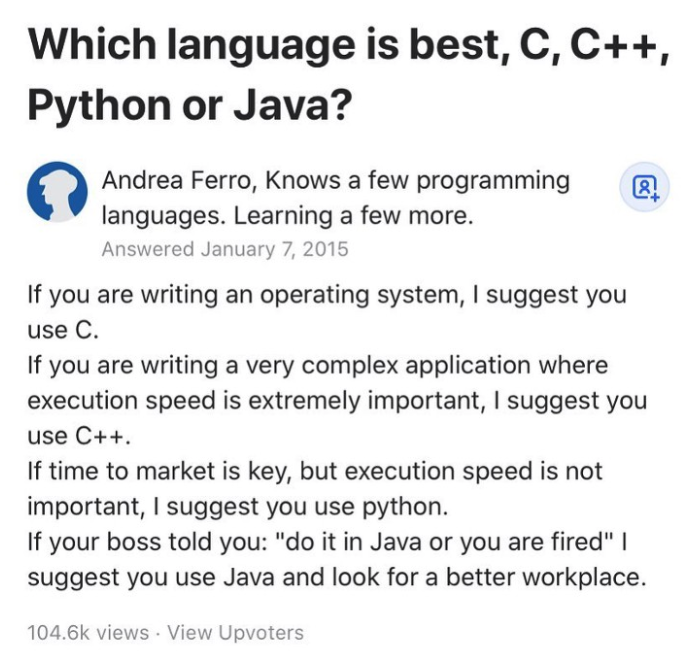 Which language is best, C, C++,
Python or Java?
Andrea Ferro, Knows a few programming
languages. Learning a few more.
Answered January 7, 2015
If you are writing an operating system, I suggest you
use C.
If you are writing a very complex application where
execution speed is extremely important, I suggest you
use C++.
If time to market is key, but execution speed is not
important, I suggest you use python.
If your boss told you: "do it in Java or you are fired" I
suggest you use Java and look for a better workplace.
104.6k views · View Upvoters